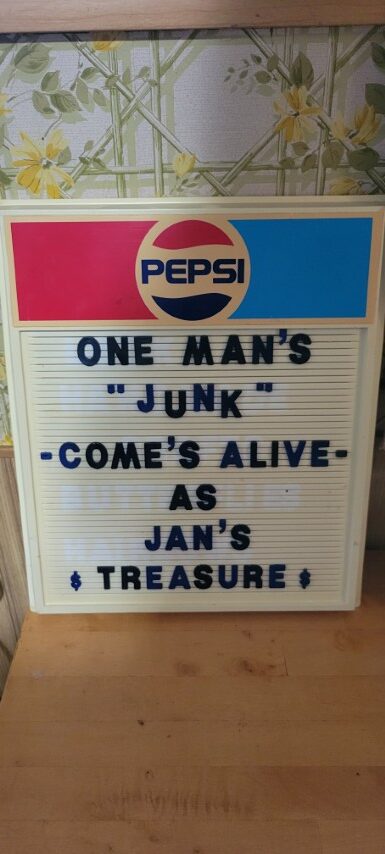 PEPSI
ONE MAN'S
"JUNK"
-COME'S ALIVE-
AS
JAN'S
$ TREASURE $